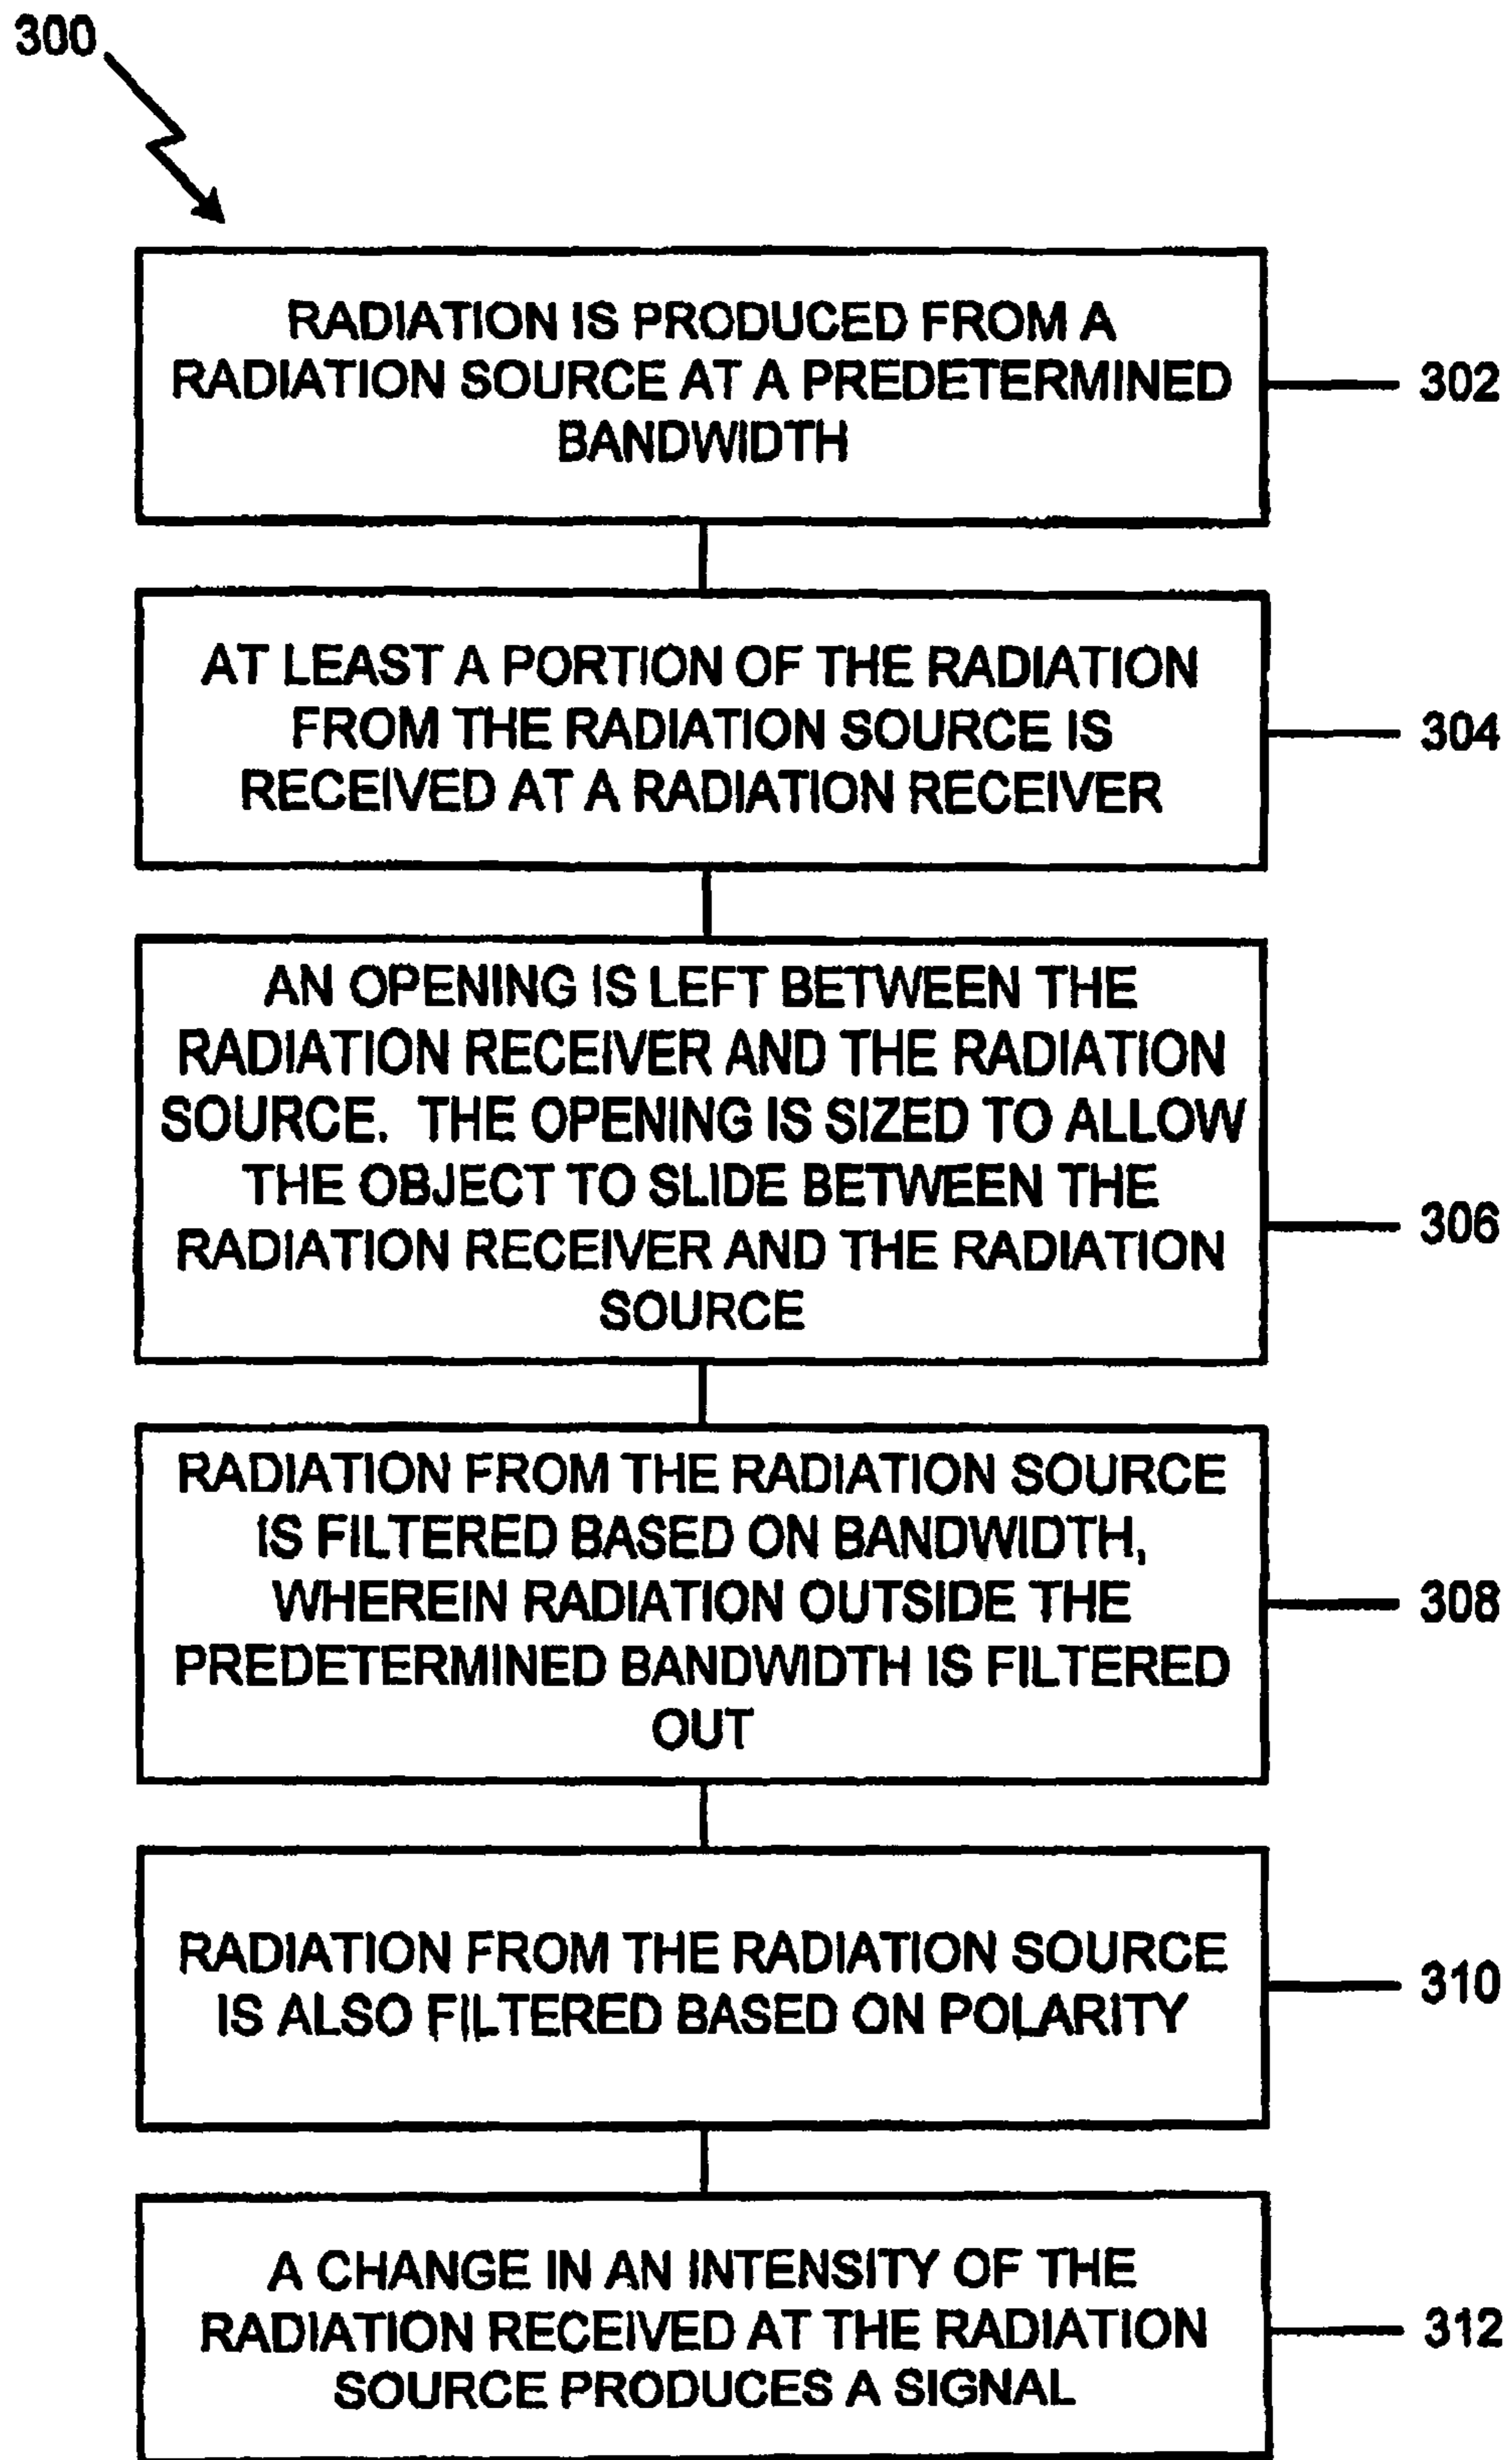 300
RADIATION IS PRODUCED FROM A
RADIATION SOURCE AT A PREDETERMINED
BANDWIDTH
302
AT LEAST A PORTION OF THE RADIATION
FROM THE RADIATION SOURCE IS
RECEIVED AT A RADIATION RECEIVER
304
AN OPENING IS LEFT BETWEEN THE
RADIATION RECEIVER AND THE RADIATION
SOURCE. THE OPENING IS SIZED TO ALLOW
THE OBJECT TO SLIDE BETWEEN THE
RADIATION RECEIVER AND THE RADIATION
SOURCE
306
RADIATION FROM THE RADIATION SOURCE
IS FILTERED BASED ON BANDWIDTH,
WHEREIN RADIATION OUTSIDE THE
PREDETERMINED BANDWIDTH IS FILTERED
OUT
308
RADIATION FROM THE RADIATION SOURCE
IS ALSO FILTERED BASED ON POLARITY
310
A CHANGE IN AN INTENSITY OF THE
RADIATION RECEIVED AT THE RADIATION
SOURCE PRODUCES A SIGNAL
312